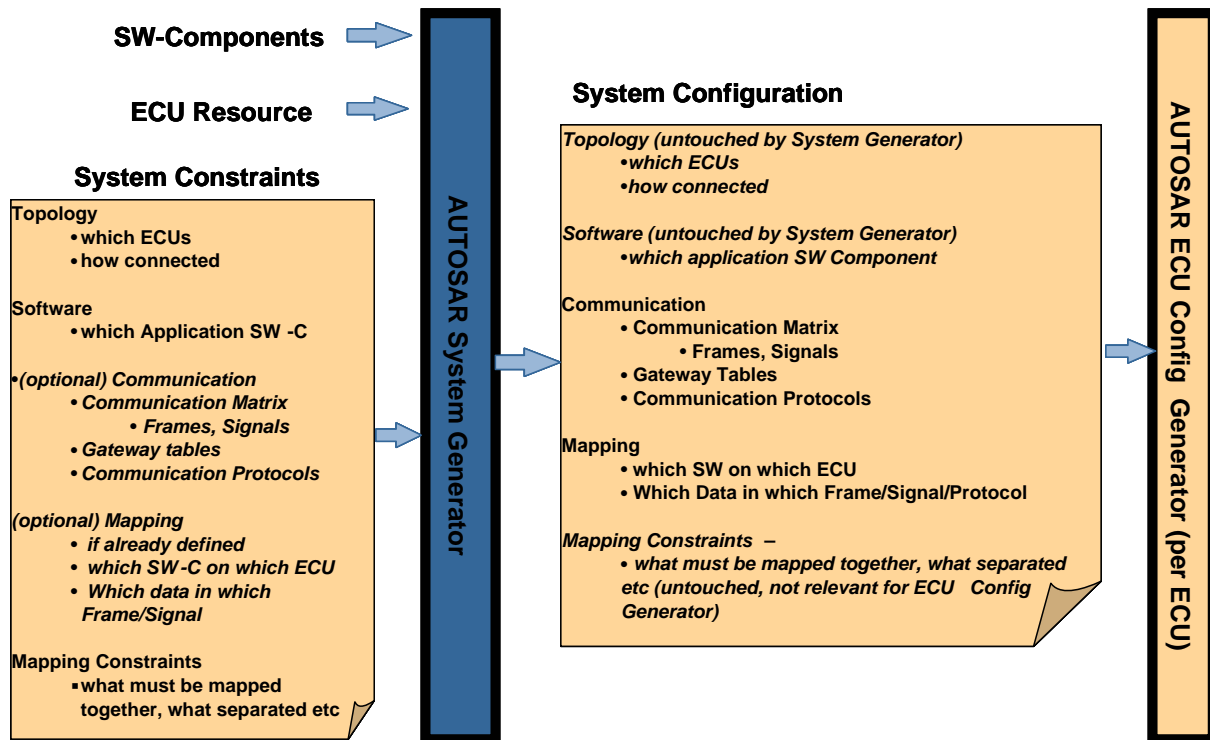 SW-Components
ECU Resource
System Constraints
Topology
• which ECUs
• how connected
Software
• which Application SW -C
•(optional) Communication
• Communication Matrix
• Frames, Signals
• Gateway tables
• Communication Protocols
(optional) Mapping
• if already defined
• which SW-C on which ECU
• Which data in which
Frame/Signal
Mapping Constraints
▪ what must be mapped
together, what separated etc
AUTOSAR System Generator
System Configuration
Topology (untouched by System Generator)
•which ECUs
•how connected
Software (untouched by System Generator)
•which application SW Component
Communication
• Communication Matrix
• Frames, Signals
• Gateway Tables
• Communication Protocols
Mapping
• which SW on which ECU
• Which Data in which Frame/Signal/Protocol
Mapping Constraints –
• what must be mapped together, what separated
etc (untouched, not relevant for ECU Config
Generator)
AUTOSAR ECU Config Generator (per ECU)